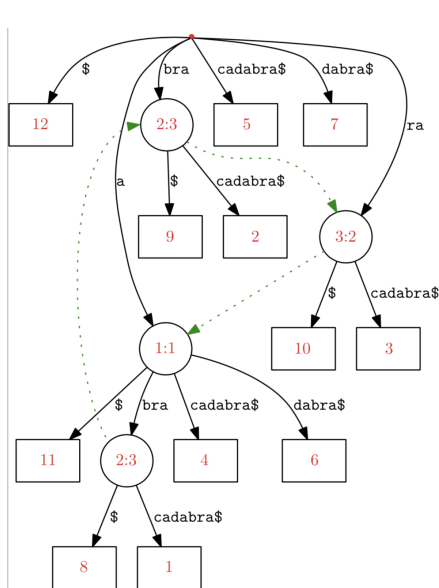 $ bra cadabra$ dabra$
12 2:3 5 7
a $ cadabra$ ra
9 2 3:2
$ cadabra$
1:1 10 3
$ bra cadabra$ dabra$
11 2:3 4 6
$ cadabra$
8 1